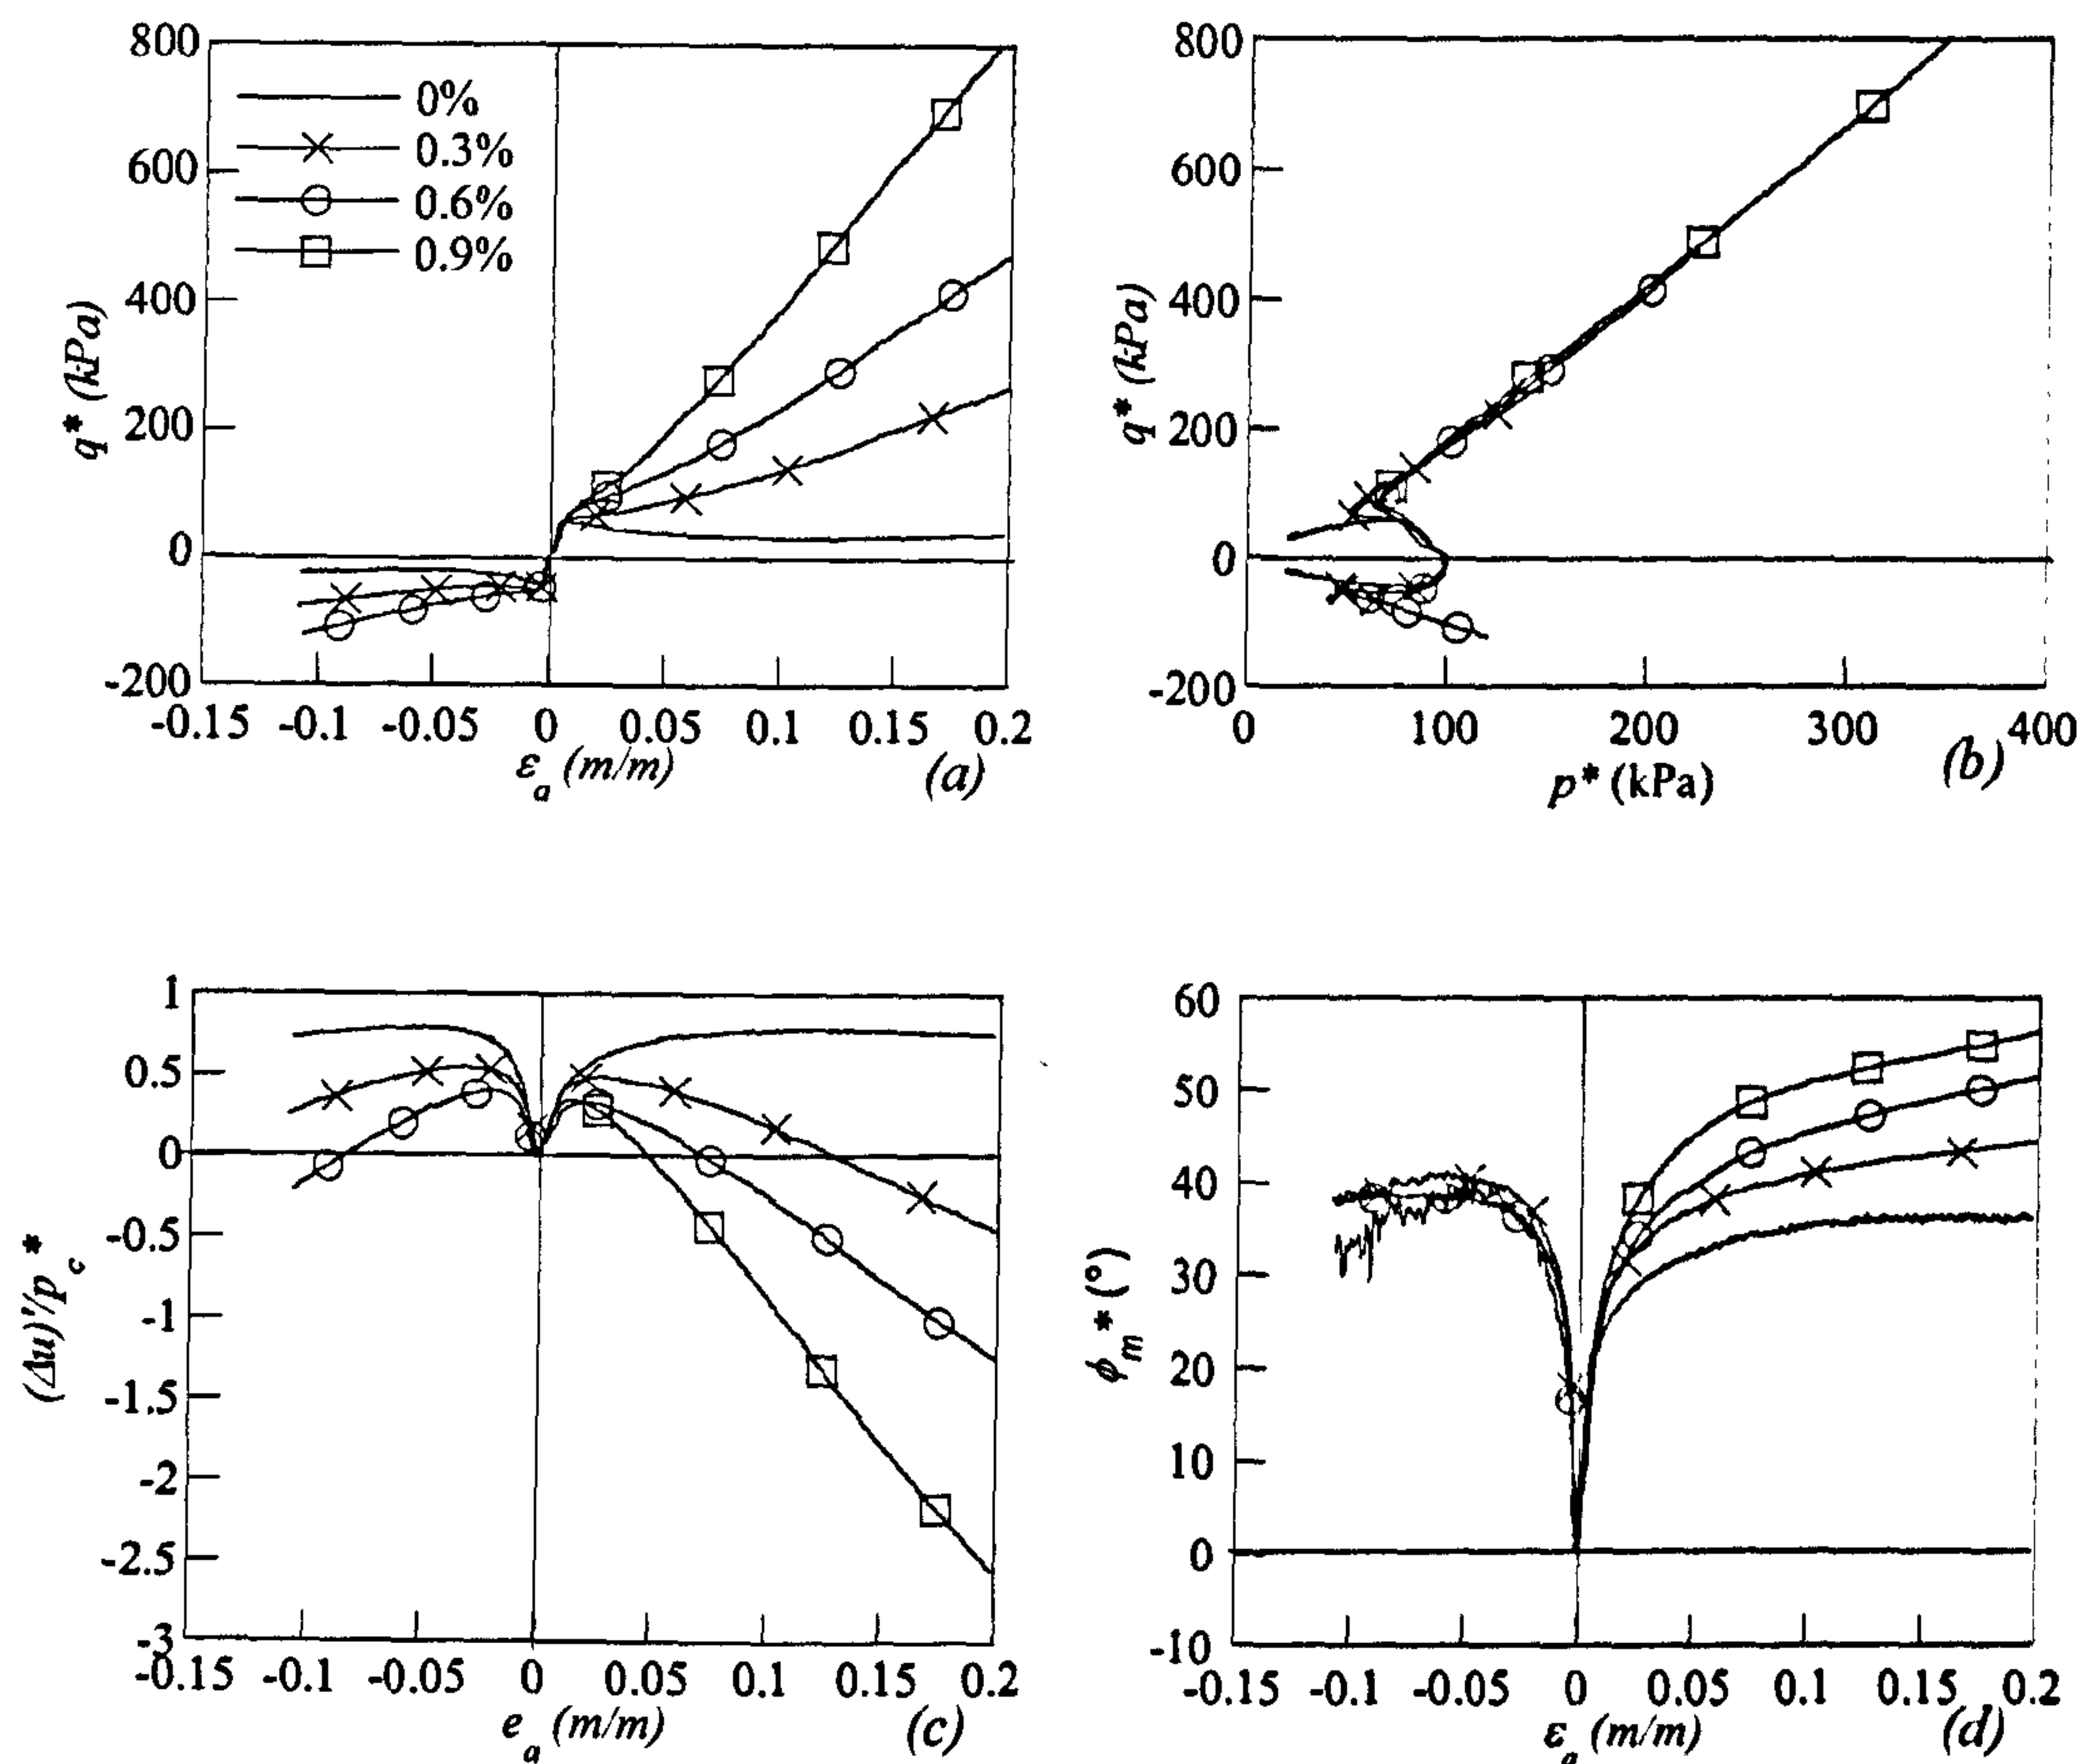 800
600
400
200
0
-200
q* (kPa)
0%
0.3%
0.6%
0.9%
-0.15 -0.1 -0.05 0 0.05 0.1 0.15 0.2
εa (m/m)
(a)
800
600
400
200
0
-200
q* (kPa)
0 100 200 300 400
p* (kPa)
(b)
1
0.5
0
-0.5
-1
-1.5
-2
-2.5
-3
(Δu)'/pc*
-0.15 -0.1 -0.05 0 0.05 0.1 0.15 0.2
ea (m/m)
(c)
60
50
40
30
20
10
0
-10
ϕm* (°)
-0.15 -0.1 -0.05 0 0.05 0.1 0.15 0.2
εa (m/m)
(d)